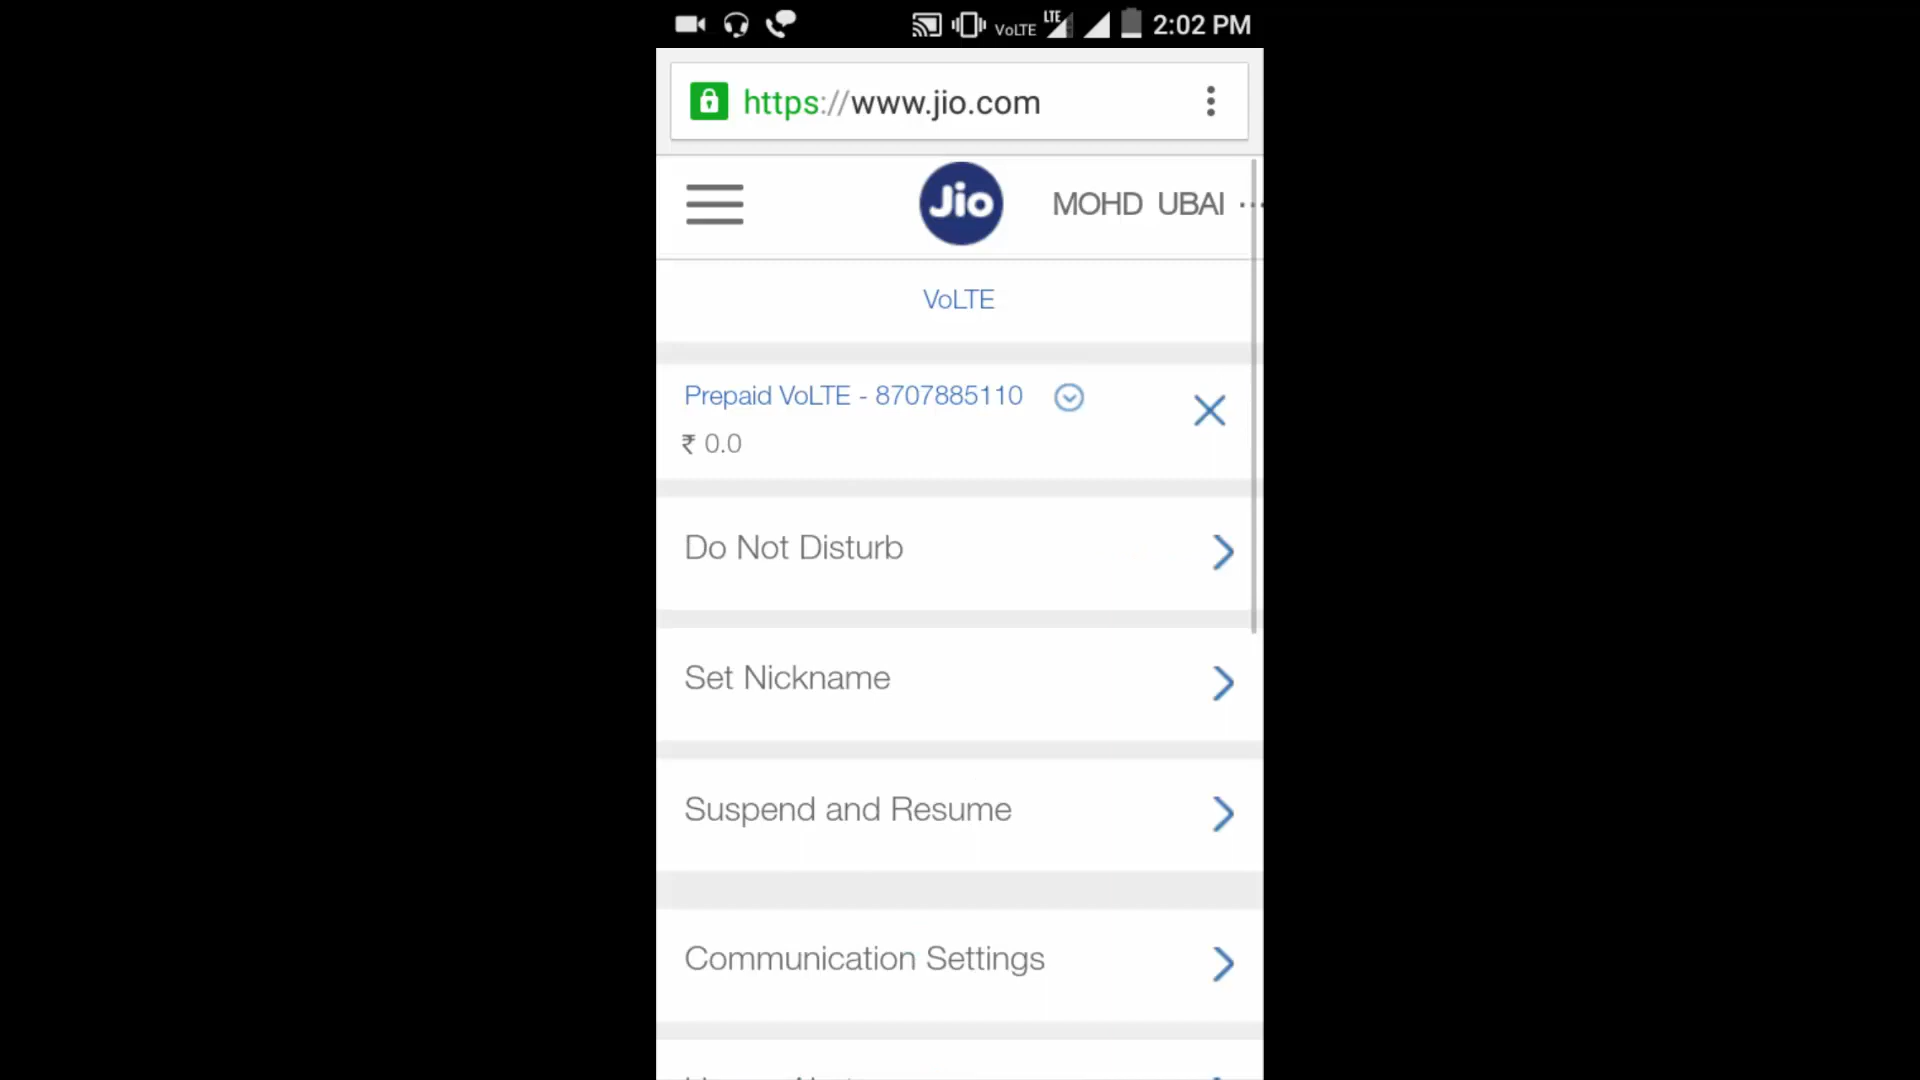 VoLTE LTE 2:02 PM
https://www.jio.com
Jio MOHD UBAI ...
VoLTE
Prepaid VoLTE - 8707885110
₹ 0.0
Do Not Disturb
Set Nickname
Suspend and Resume
Communication Settings